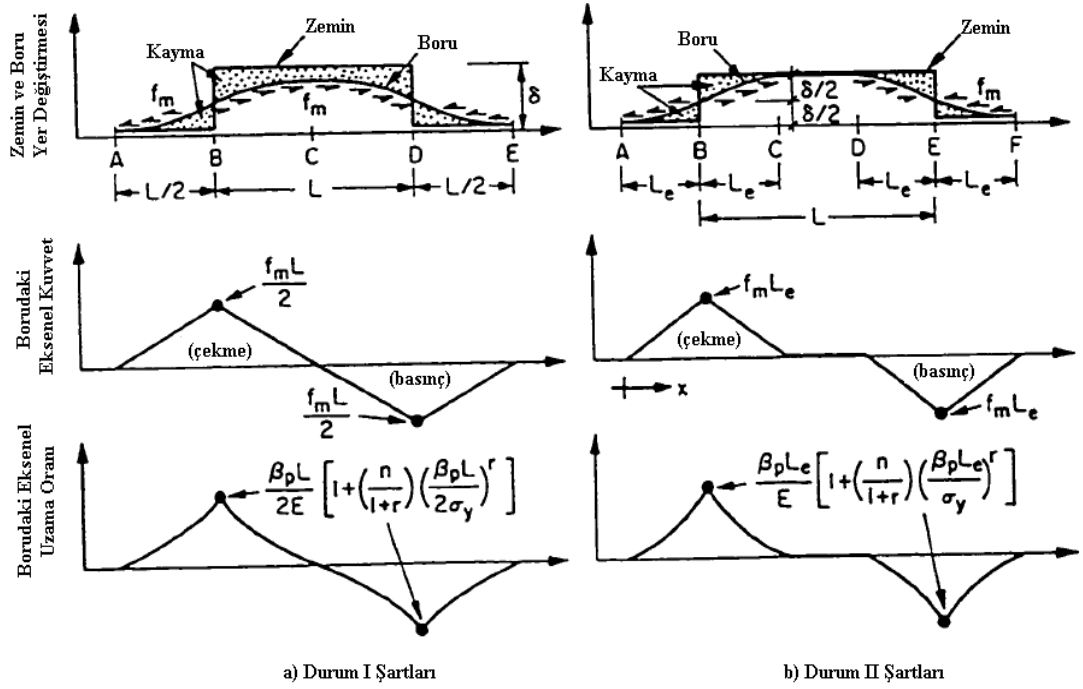 Zemin ve Boru
Yer Değiştirmesi
Kayma
Zemin
Boru
f_m
f_m
δ
A B C D E
L/2 L L/2
Boru
Zemin
Kayma
δ/2
δ/2
f_m
A B C D E F
L_e L_e L_e L_e
L
Borudaki
Eksenel Kuvvet
f_mL/2
(çekme)
(basınç)
f_mL/2
f_mL_e
(çekme)
(basınç)
x
f_mL_e
Borudaki Eksenel
Uzama Oranı
β_pL/2E [1+(n/1+r)(β_pL/2σ_y)^r]
β_pL_e/E [1+(n/1+r)(β_pL_e/σ_y)^r]
a) Durum I Şartları
b) Durum II Şartları